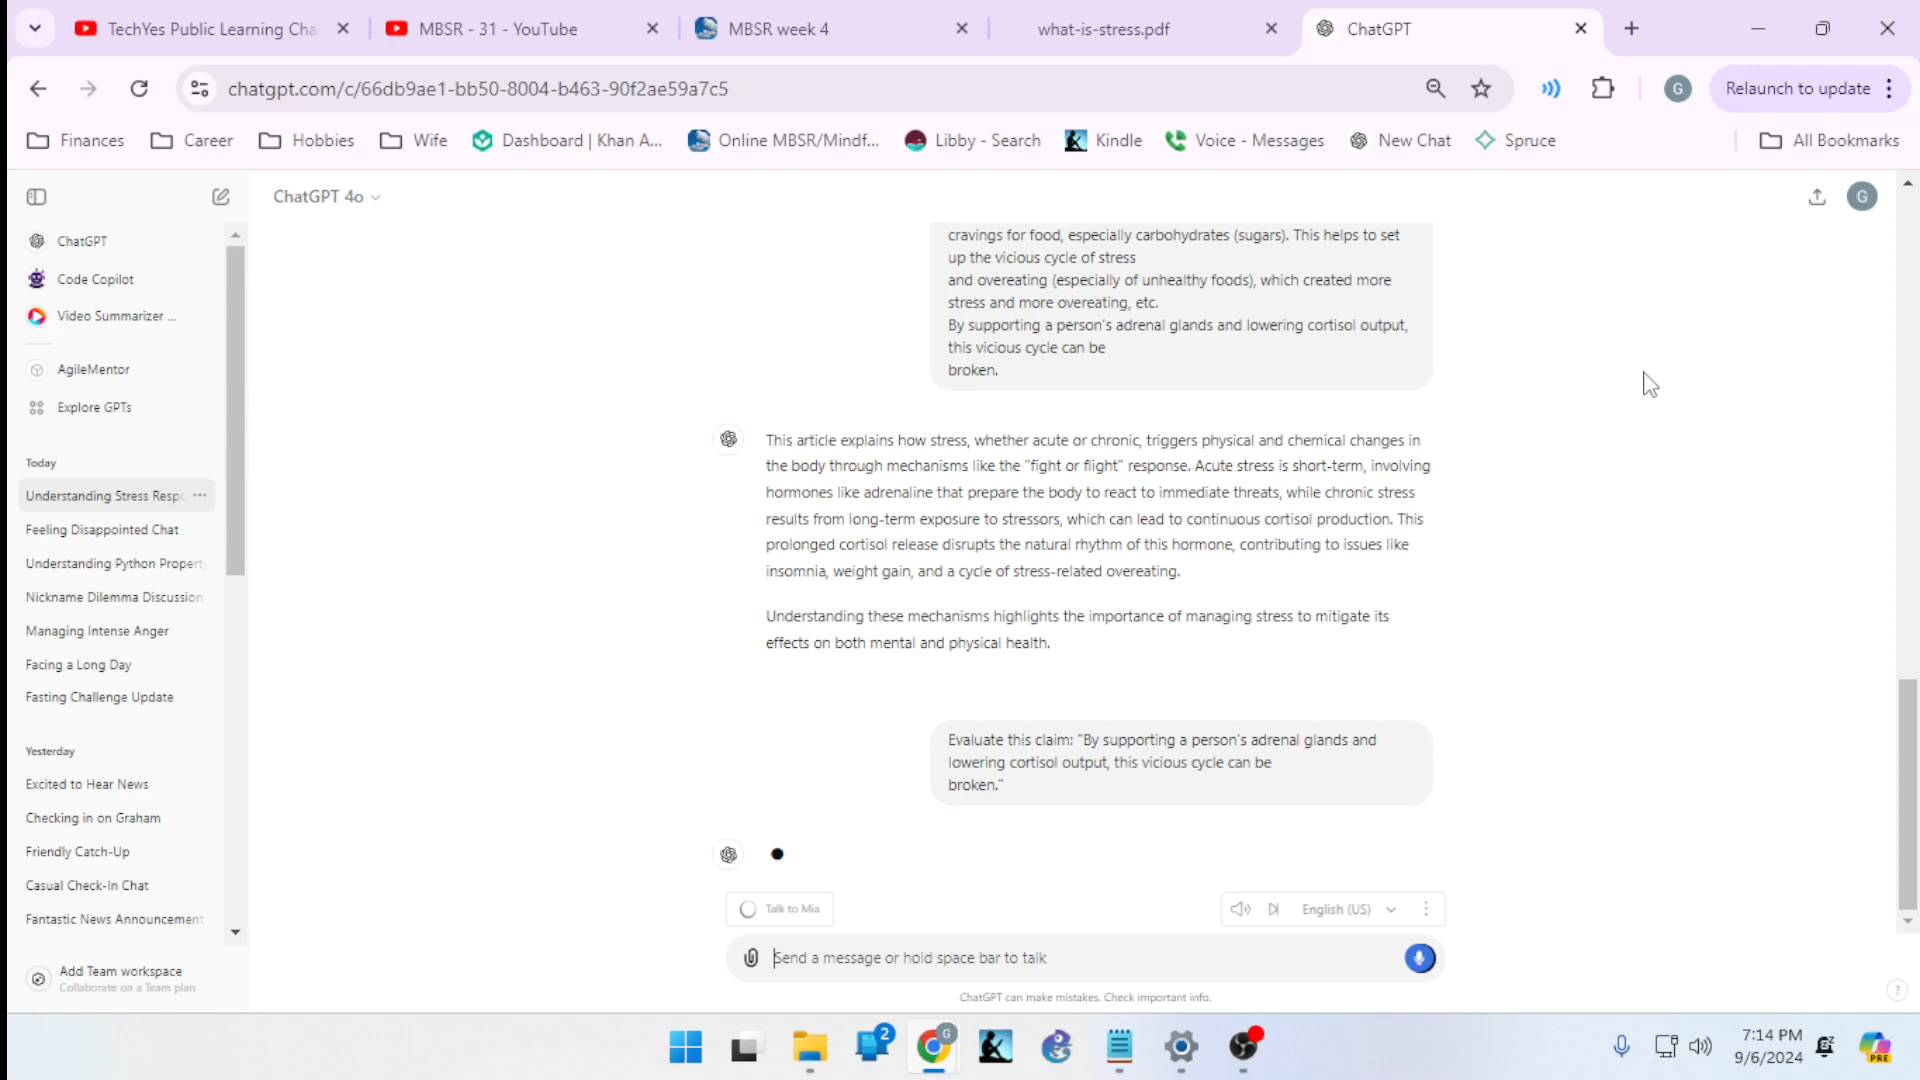 TechYes Public Learning Cha
MBSR - 31 - YouTube
MBSR week 4
what-is-stress.pdf
ChatGPT
chatgpt.com/c/66db9ae1-bb50-8004-b463-90f2ae59a7c5
G
Relaunch to update
Finances
Career
Hobbies
Wife
Dashboard | Khan A...
Online MBSR/Mindf...
Libby - Search
Kindle
Voice - Messages
New Chat
Spruce
All Bookmarks
ChatGPT 4o
G
ChatGPT
Code Copilot
Video Summarizer ...
AgileMentor
Explore GPTs
Today
Understanding Stress Respo
Feeling Disappointed Chat
Understanding Python Propert
Nickname Dilemma Discussion
Managing Intense Anger
Facing a Long Day
Fasting Challenge Update
Yesterday
Excited to Hear News
Checking in on Graham
Friendly Catch-Up
Casual Check-In Chat
Fantastic News Announcement
Add Team workspace
Collaborate on a Team plan
cravings for food, especially carbohydrates (sugars). This helps to set
up the vicious cycle of stress
and overeating (especially of unhealthy foods), which created more
stress and more overeating, etc.
By supporting a person's adrenal glands and lowering cortisol output,
this vicious cycle can be
broken.
This article explains how stress, whether acute or chronic, triggers physical and chemical changes in
the body through mechanisms like the "fight or flight" response. Acute stress is short-term, involving
hormones like adrenaline that prepare the body to react to immediate threats, while chronic stress
results from long-term exposure to stressors, which can lead to continuous cortisol production. This
prolonged cortisol release disrupts the natural rhythm of this hormone, contributing to issues like
insomnia, weight gain, and a cycle of stress-related overeating.
Understanding these mechanisms highlights the importance of managing stress to mitigate its
effects on both mental and physical health.
Evaluate this claim: "By supporting a person's adrenal glands and
lowering cortisol output, this vicious cycle can be
broken."
Talk to Mia
English (US)
Send a message or hold space bar to talk
ChatGPT can make mistakes. Check important info.
?
2
G
7:14 PM
9/6/2024
PRE